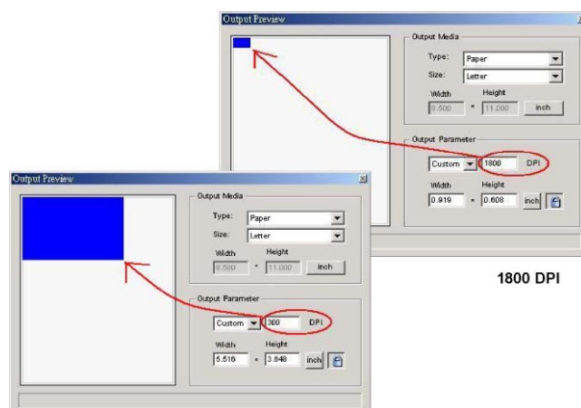 Output Preview
Output Media
Type: Paper
Size: Letter
Width Height
8.500 * 11.000 inch
Output Parameter
Custom 1800 DPI
Width Height
0.919 * 0.608 inch
1800 DPI
Output Preview
Output Media
Type: Paper
Size: Letter
Width Height
8.500 * 11.000 inch
Output Parameter
Custom 300 DPI
Width Height
5.516 * 3.648 inch